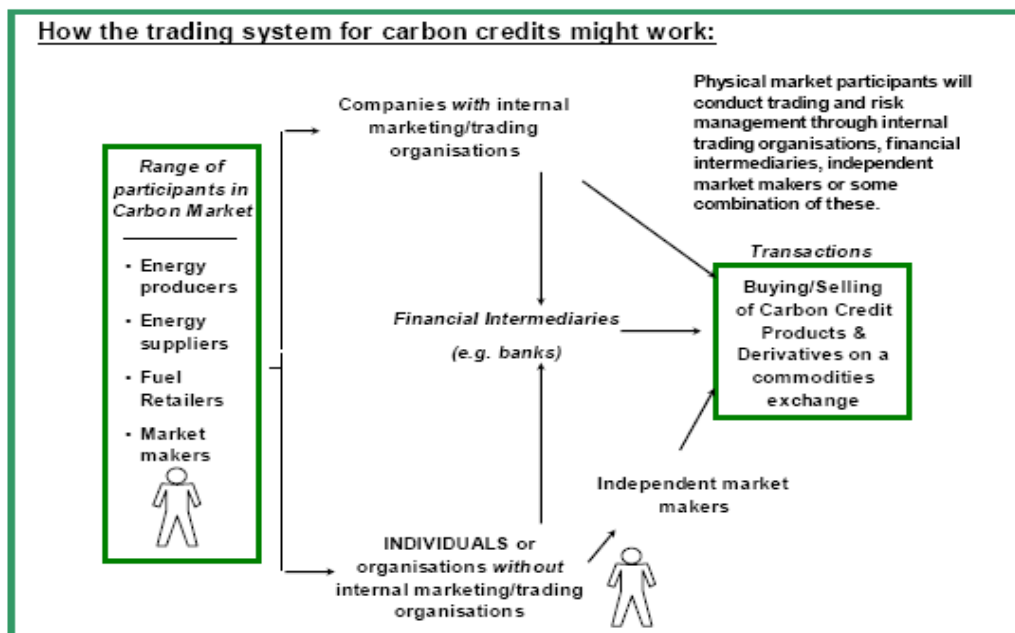 How the trading system for carbon credits might work:
Companies with internal
marketing/trading
organisations
Physical market participants will
conduct trading and risk
management through internal
trading organisations, financial
intermediaries, independent
market makers or some
combination of these.
Range of
participants in
Carbon Market
• Energy
producers
• Energy
suppliers
• Fuel
Retailers
• Market
makers
Financial Intermediaries
(e.g. banks)
Transactions
Buying/Selling
of Carbon Credit
Products &
Derivatives on a
commodities
exchange
Independent market
makers
INDIVIDUALS or
organisations without
internal marketing/trading
organisations